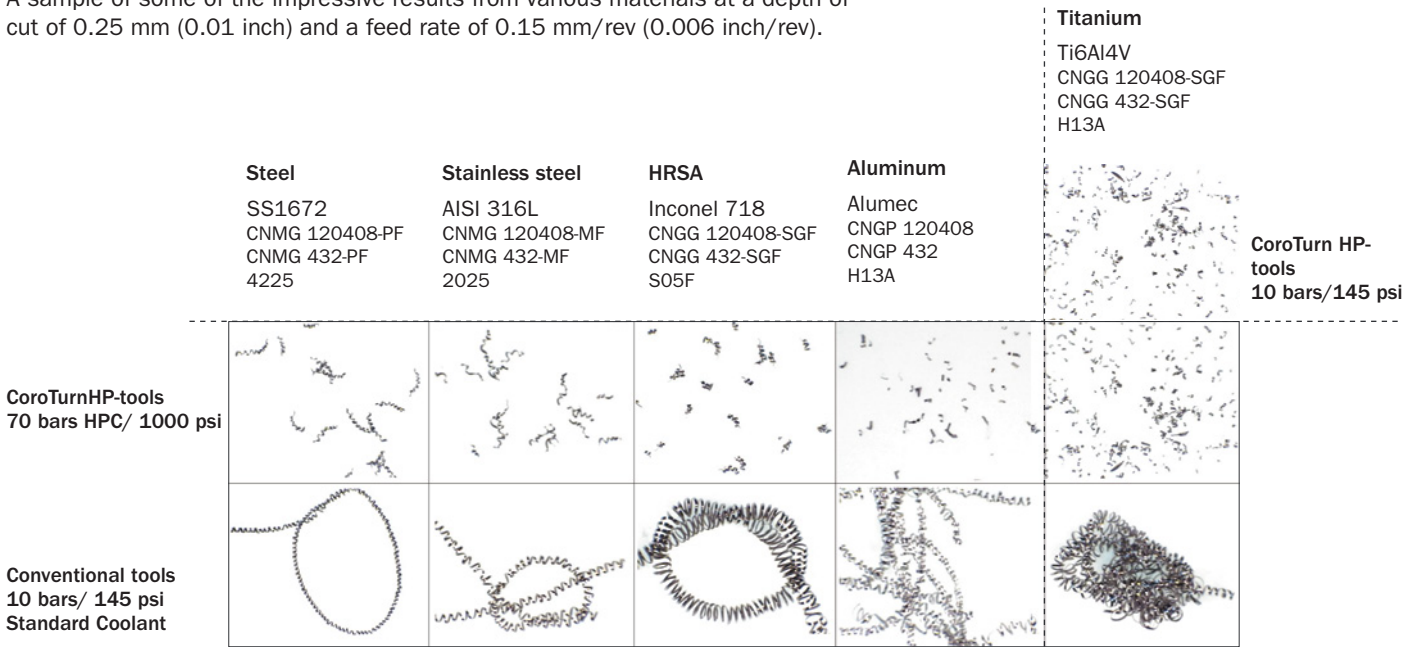 A sample of some of the impressive results from various materials at a depth of
cut of 0.25 mm (0.01 inch) and a feed rate of 0.15 mm/rev (0.006 inch/rev).
Titanium
Ti6Al4V
CNGG 120408-SGF
CNGG 432-SGF
H13A
Steel
SS1672
CNMG 120408-PF
CNMG 432-PF
4225
Stainless steel
AISI 316L
CNMG 120408-MF
CNMG 432-MF
2025
HRSA
Inconel 718
CNGG 120408-SGF
CNGG 432-SGF
S05F
Aluminum
Alumec
CNGP 120408
CNGP 432
H13A
CoroTurn HP-
tools
10 bars/145 psi
CoroTurnHP-tools
70 bars HPC/ 1000 psi
Conventional tools
10 bars/ 145 psi
Standard Coolant